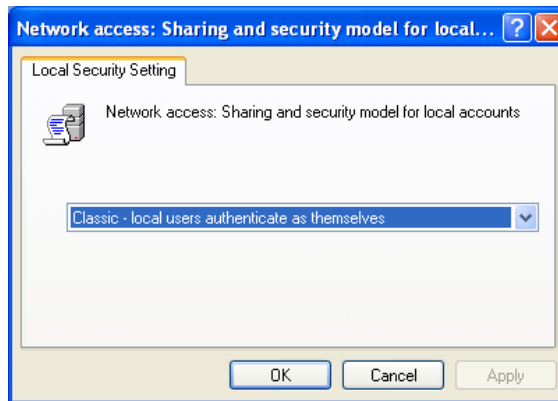 Network access: Sharing and security model for local...
Local Security Setting
Network access: Sharing and security model for local accounts
Classic - local users authenticate as themselves
OK Cancel Apply